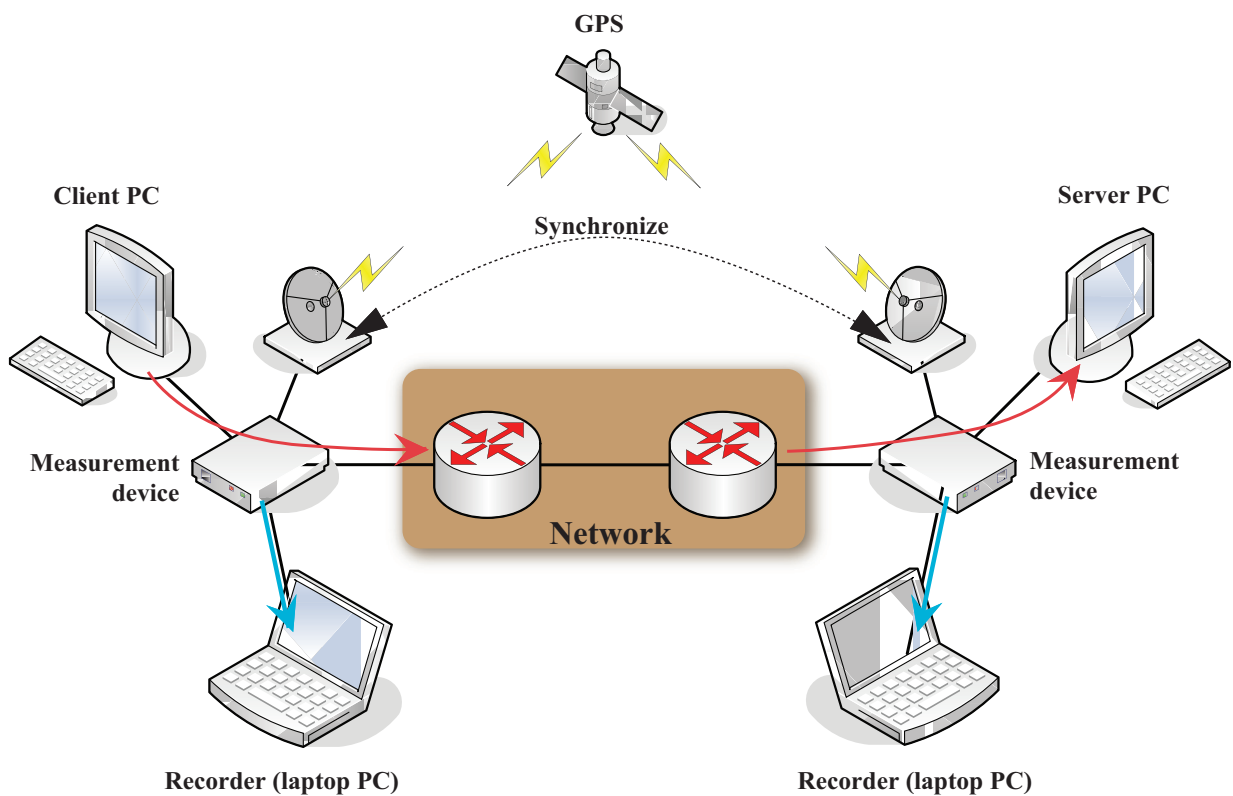 GPS
Client PC
Server PC
Synchronize
Measurement
device
Measurement
device
Network
Recorder (laptop PC)
Recorder (laptop PC)